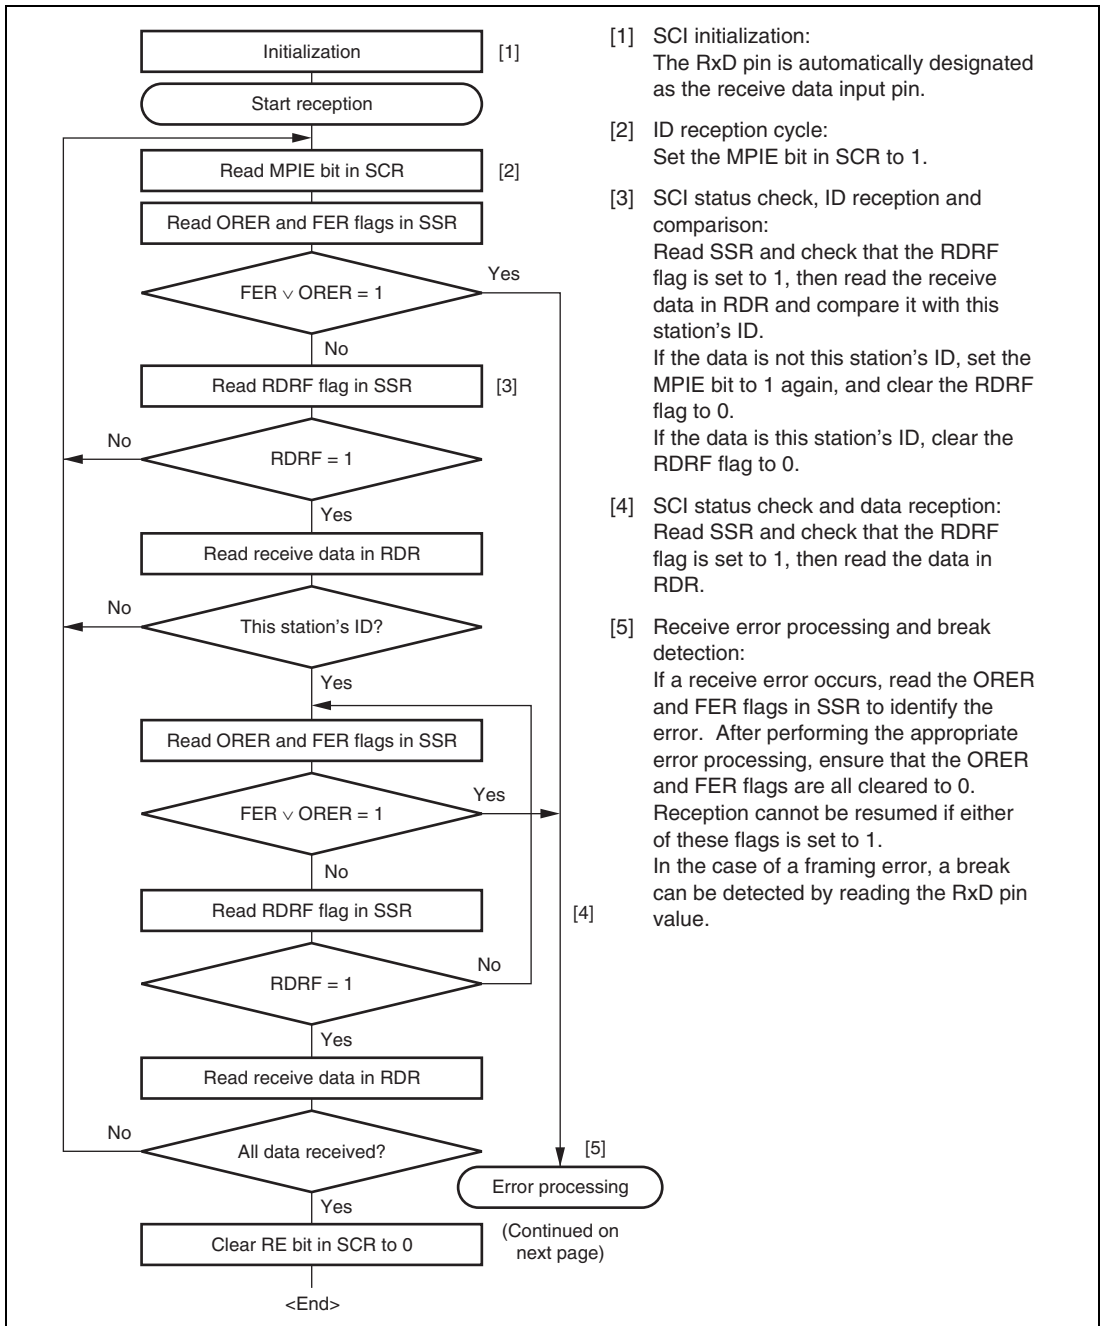 Initialization
[1]
Start reception
Read MPIE bit in SCR
[2]
Read ORER and FER flags in SSR
FER ∨ ORER = 1
Yes
No
Read RDRF flag in SSR
[3]
RDRF = 1
No
Yes
Read receive data in RDR
This station's ID?
No
Yes
Read ORER and FER flags in SSR
FER ∨ ORER = 1
Yes
No
Read RDRF flag in SSR
[4]
RDRF = 1
No
Yes
Read receive data in RDR
All data received?
No
Yes
[5]
Error processing
(Continued on
next page)
Clear RE bit in SCR to 0
<End>
[1] SCI initialization:
The RxD pin is automatically designated
as the receive data input pin.
[2] ID reception cycle:
Set the MPIE bit in SCR to 1.
[3] SCI status check, ID reception and
comparison:
Read SSR and check that the RDRF
flag is set to 1, then read the receive
data in RDR and compare it with this
station's ID.
If the data is not this station's ID, set the
MPIE bit to 1 again, and clear the RDRF
flag to 0.
If the data is this station's ID, clear the
RDRF flag to 0.
[4] SCI status check and data reception:
Read SSR and check that the RDRF
flag is set to 1, then read the data in
RDR.
[5] Receive error processing and break
detection:
If a receive error occurs, read the ORER
and FER flags in SSR to identify the
error. After performing the appropriate
error processing, ensure that the ORER
and FER flags are all cleared to 0.
Reception cannot be resumed if either
of these flags is set to 1.
In the case of a framing error, a break
can be detected by reading the RxD pin
value.